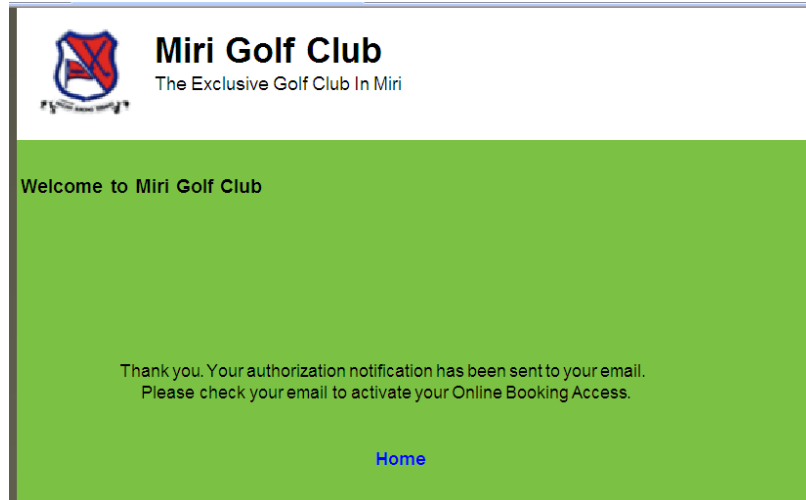 Miri Golf Club
The Exclusive Golf Club In Miri
Welcome to Miri Golf Club
Thank you. Your authorization notification has been sent to your email.
Please check your email to activate your Online Booking Access.
Home